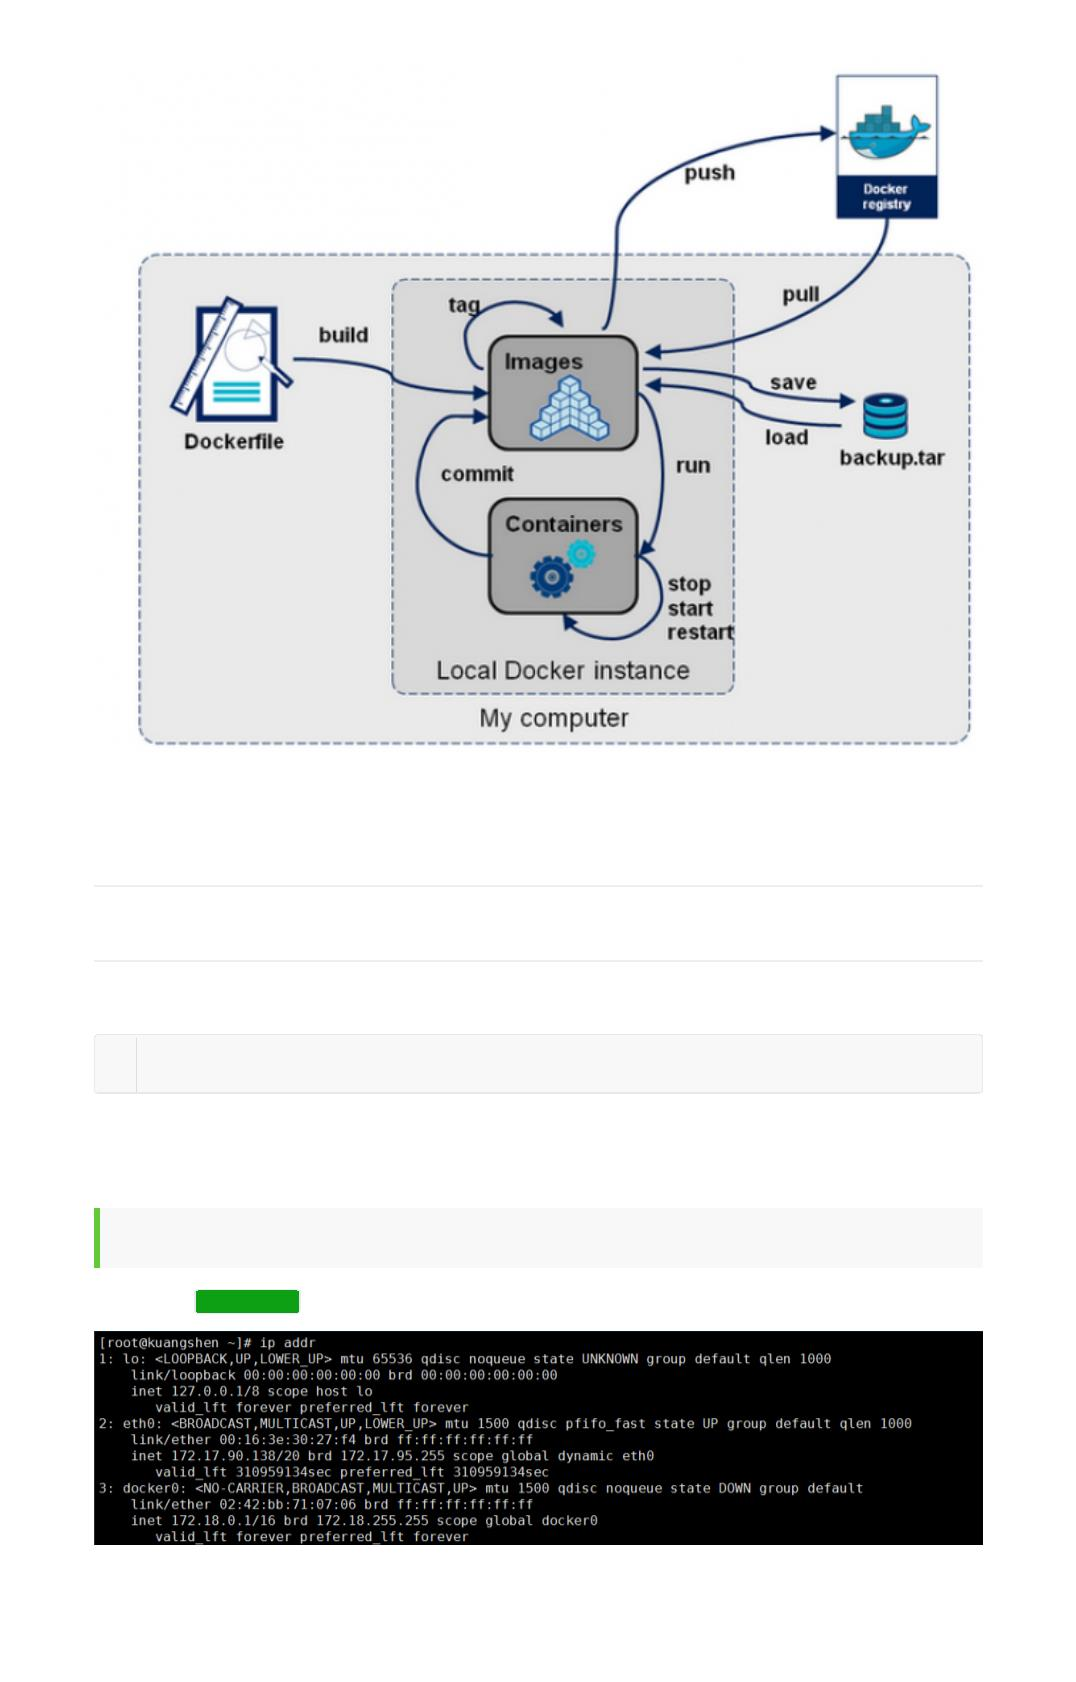 push
Docker
registry
pull
tag
build
Images
save
load
backup.tar
Dockerfile
commit
run
Containers
stop
start
restart
Local Docker instance
My computer
[root@kuangshen ~]# ip addr
1: lo: <LOOPBACK,UP,LOWER_UP> mtu 65536 qdisc noqueue state UNKNOWN group default qlen 1000
    link/loopback 00:00:00:00:00:00 brd 00:00:00:00:00:00
    inet 127.0.0.1/8 scope host lo
       valid_lft forever preferred_lft forever
2: eth0: <BROADCAST,MULTICAST,UP,LOWER_UP> mtu 1500 qdisc pfifo_fast state UP group default qlen 1000
    link/ether 00:16:3e:30:27:f4 brd ff:ff:ff:ff:ff:ff
    inet 172.17.90.138/20 brd 172.17.95.255 scope global dynamic eth0
       valid_lft 310959134sec preferred_lft 310959134sec
3: docker0: <NO-CARRIER,BROADCAST,MULTICAST,UP> mtu 1500 qdisc noqueue state DOWN group default
    link/ether 02:42:bb:71:07:06 brd ff:ff:ff:ff:ff:ff
    inet 172.18.0.1/16 brd 172.18.255.255 scope global docker0
       valid_lft forever preferred_lft forever